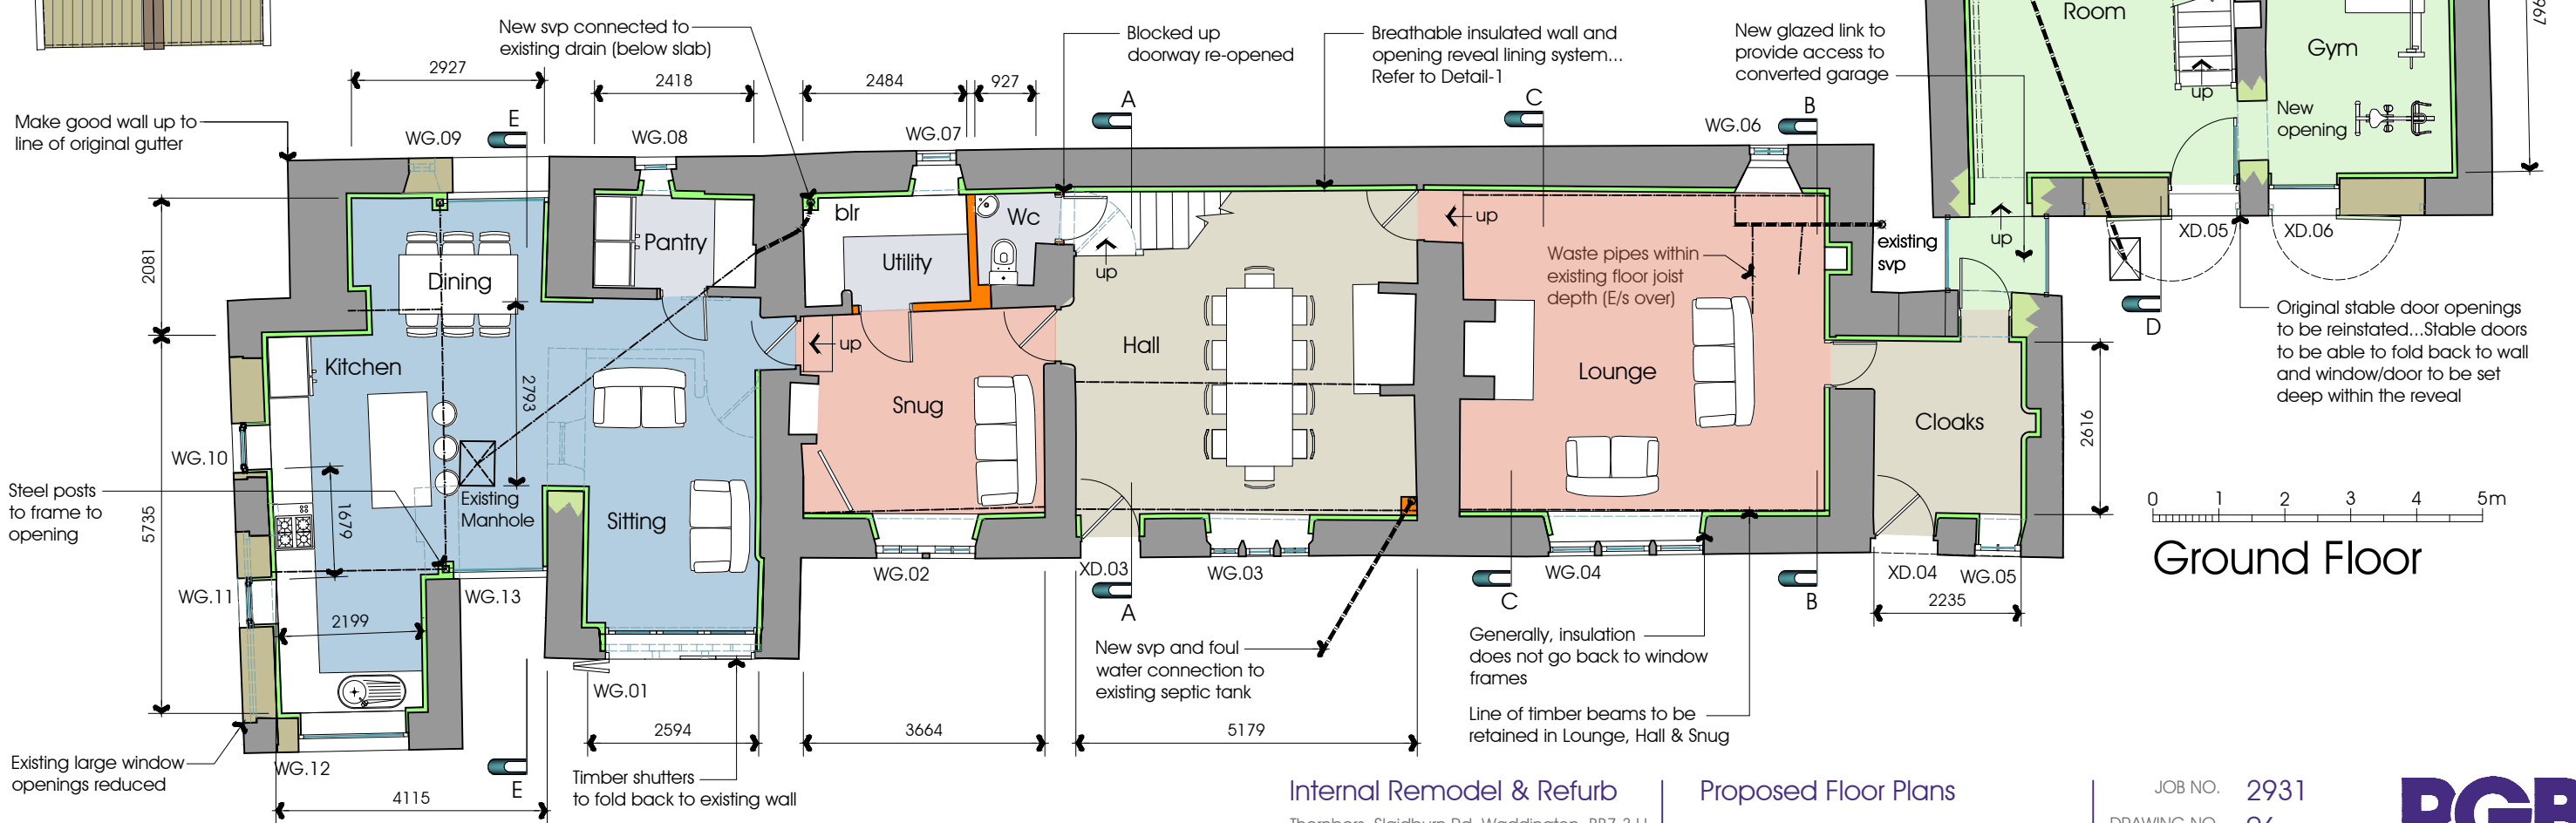 New svp connected to
existing drain (below slab)
Blocked up
doorway re-opened
Breathable insulated wall and
opening reveal lining system...
Refer to Detail-1
New glazed link to
provide access to
converted garage
Room
Gym
up
New
opening
2927
2418
2484
927
Make good wall up to
line of original gutter
WG.09
E
WG.08
WG.07
A
C
WG.06
B
2081
Dining
Pantry
blr
Utility
Wc
up
up
Waste pipes within
existing floor joist
depth (E/s over)
existing
svp
up
XD.05
XD.06
D
Original stable door openings
to be reinstated...Stable doors
to be able to fold back to wall
and window/door to be set
deep within the reveal
Kitchen
2793
up
Snug
Hall
Lounge
Cloaks
2616
WG.10
Steel posts
to frame to
opening
5735
1679
Existing
Manhole
Sitting
0 1 2 3 4 5m
Ground Floor
WG.11
2199
WG.13
WG.02
XD.03
A
WG.03
C
WG.04
B
XD.04
WG.05
2235
WG.01
New svp and foul
water connection to
existing septic tank
Generally, insulation
does not go back to window
frames
Line of timber beams to be
retained in Lounge, Hall & Snug
2594
3664
5179
Existing large window
openings reduced
WG.12
E
4115
Timber shutters
to fold back to existing wall
Internal Remodel & Refurb
Proposed Floor Plans
JOB NO. 2931